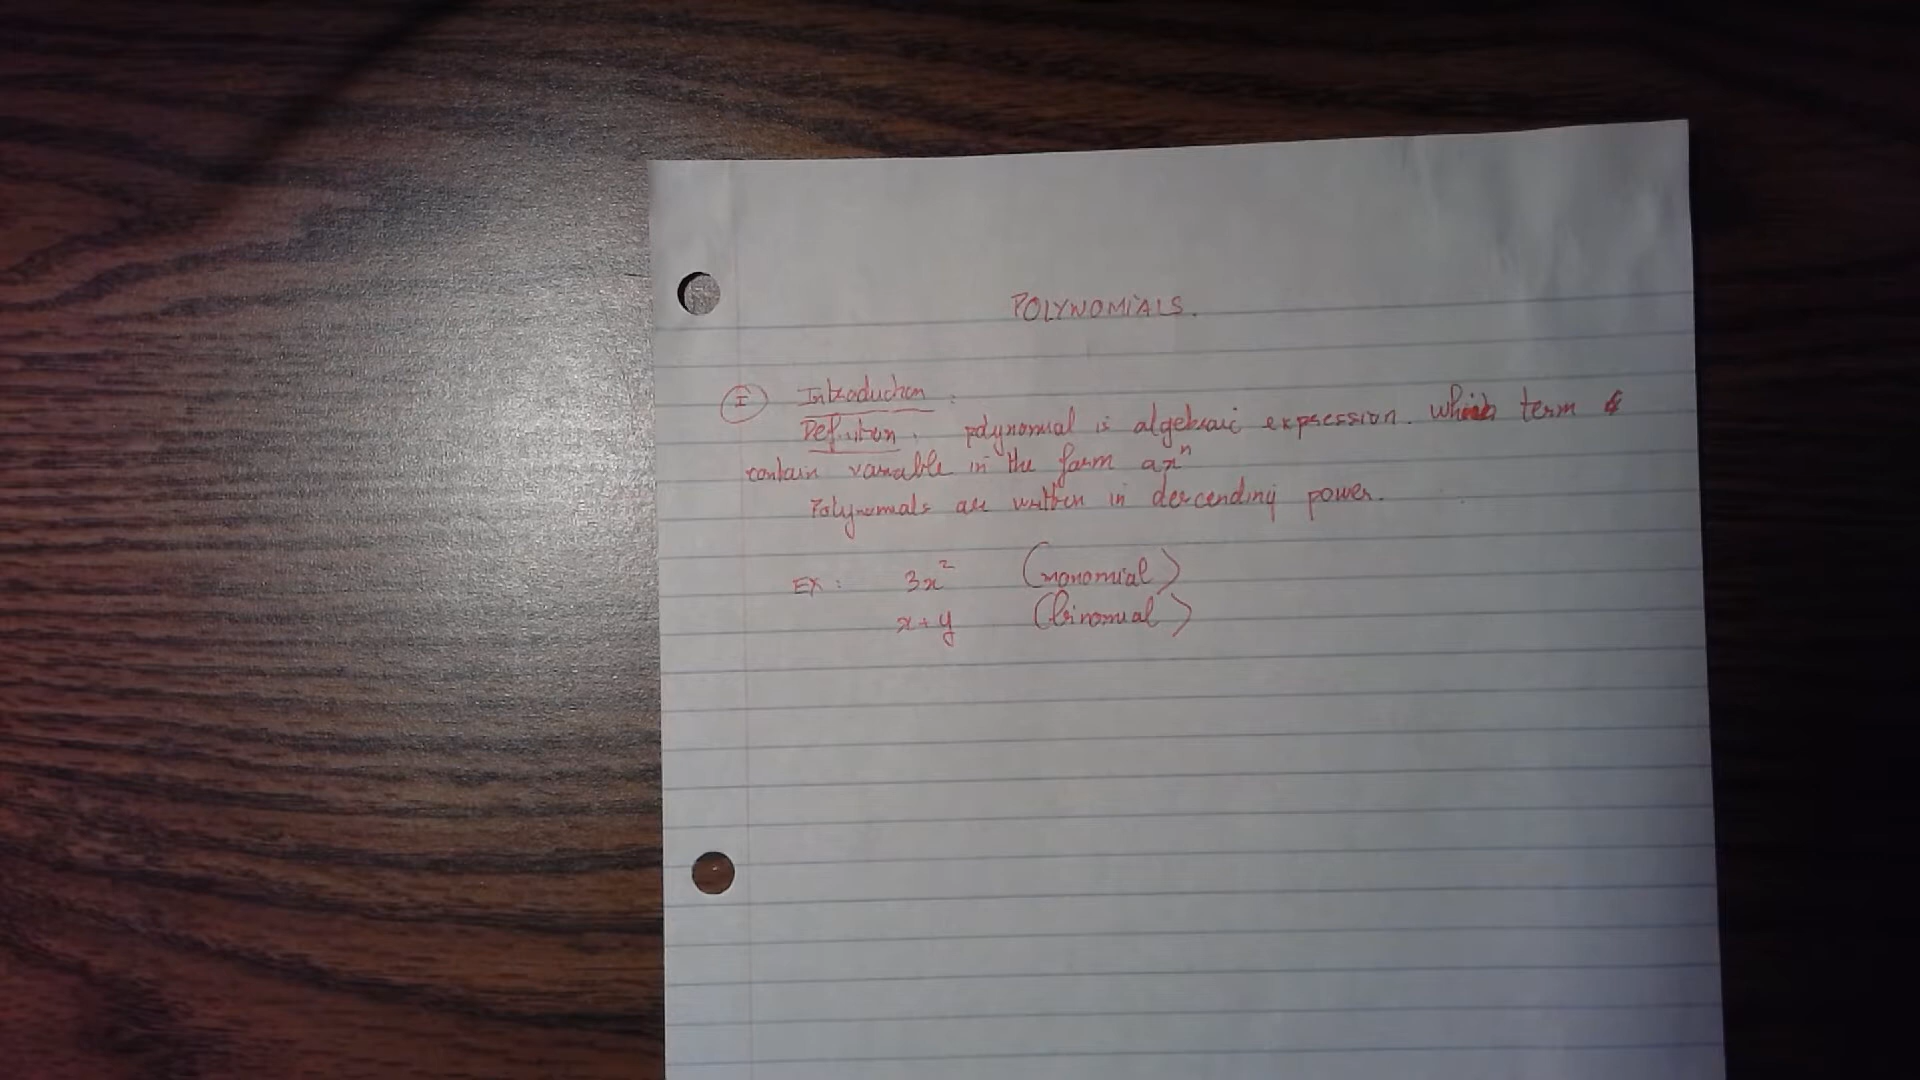 POLYNOMIALS.
I Introduction.
Definition. polynomial is algebraic expression. which term
contain variable in the form axⁿ
Polynomials are written in descending power.
EX: 3x² (monomial)
x+y (binomial)